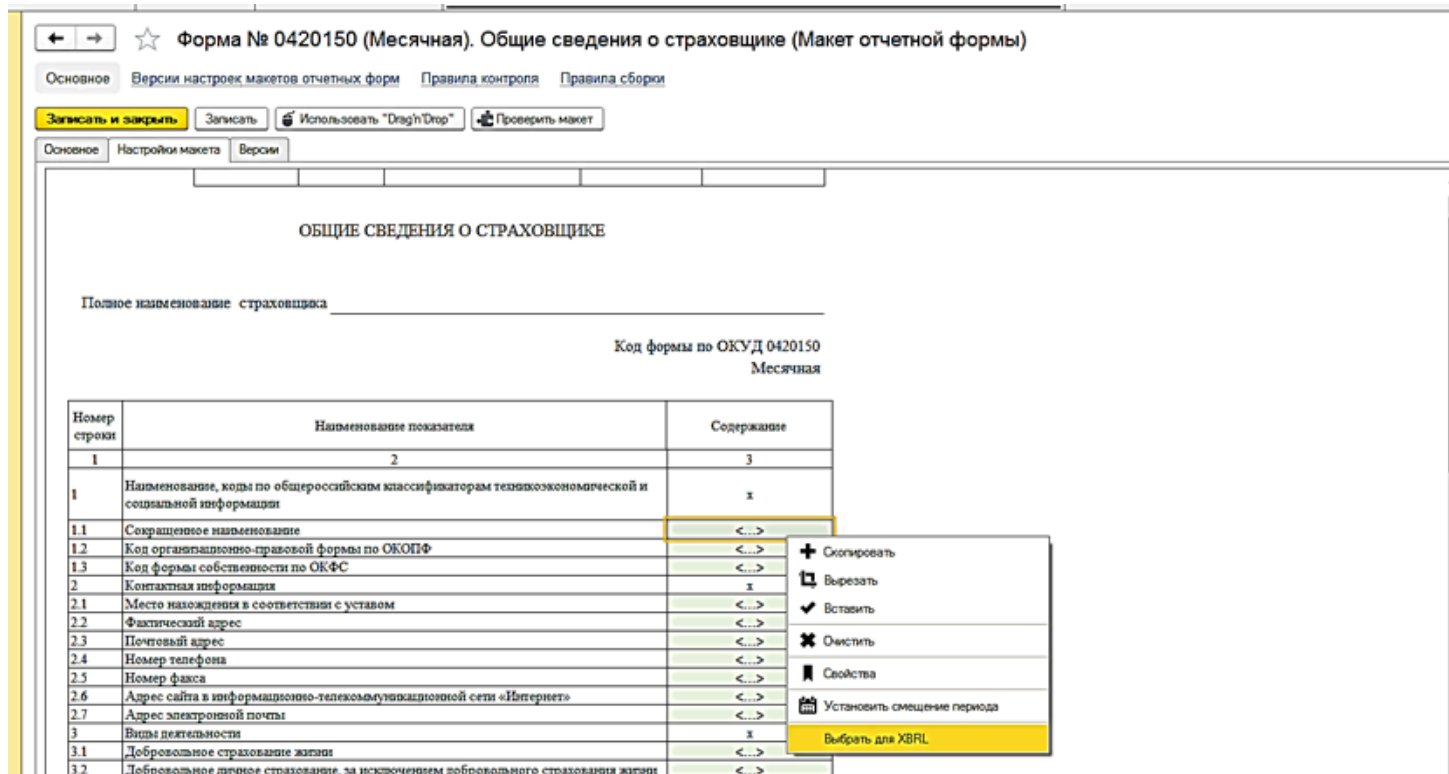 Форма № 0420150 (Месячная). Общие сведения о страховщике (Макет отчетной формы)
Основное Версии настроек макетов отчетных форм Правила контроля Правила сборки
Записать и закрыть Записать Использовать "Drag'n'Drop" Проверить макет
Основное Настройки макета Версии
ОБЩИЕ СВЕДЕНИЯ О СТРАХОВЩИКЕ
Полное наименование страховщика
Код формы по ОКУД 0420150
Месячная
Номер строки Наименование показателя Содержание
1 2 3
1 Наименование, коды по общероссийским классификаторам техникоэкономической и
социальной информации x
1.1 Сокращенное наименование <...>
1.2 Код организационно-правовой формы по ОКОПФ <...>
1.3 Код формы собственности по ОКФС <...>
2 Контактная информация x
2.1 Место нахождения в соответствии с уставом <...>
2.2 Фактический адрес <...>
2.3 Почтовый адрес <...>
2.4 Номер телефона <...>
2.5 Номер факса <...>
2.6 Адрес сайта в информационно-телекоммуникационной сети «Интернет» <...>
2.7 Адрес электронной почты <...>
3 Виды деятельности x
3.1 Добровольное страхование жизни <...>
3.2 Добровольное личное страхование, за исключением добровольного страхования жизни <...>
Скопировать
Вырезать
Вставить
Очистить
Свойства
Установить смещение периода
Выбрать для XBRL